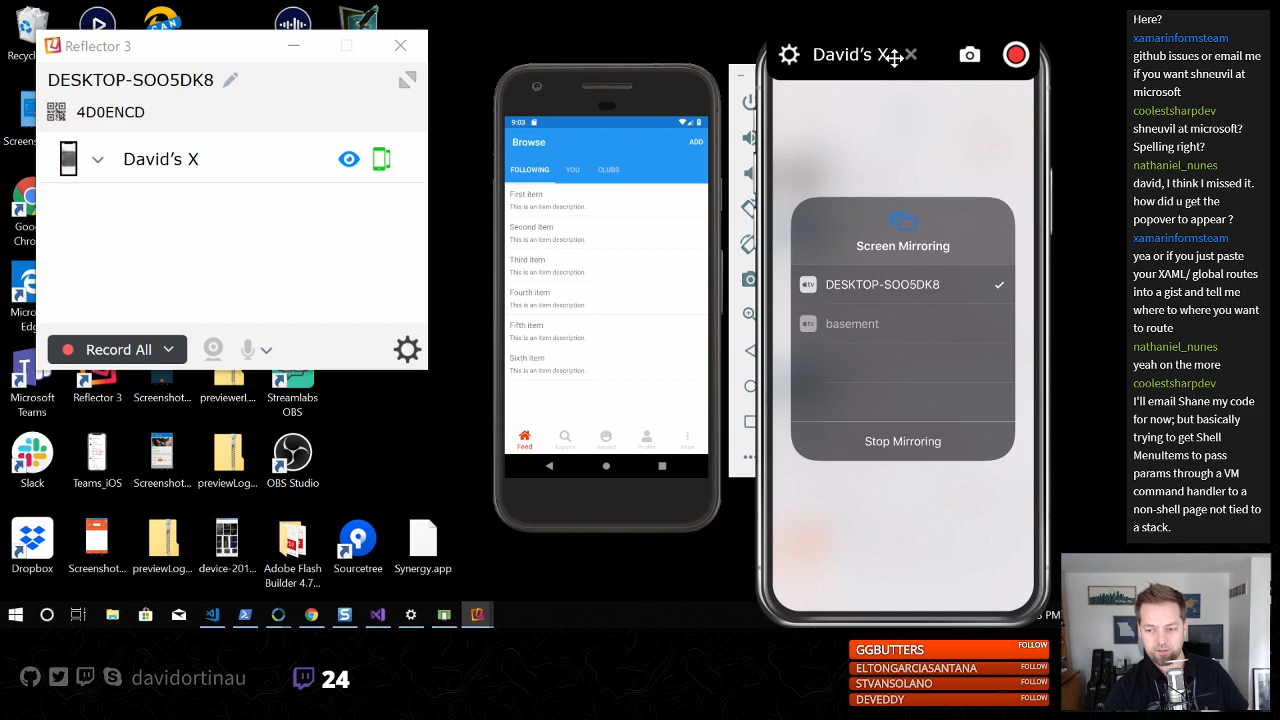 Reflector 3
DESKTOP-SOO5DK8
4D0ENCD
David's X
Record All
CAN
Recyc
Screens
Goo
Chro
Micros
Edg
Microsoft
Teams
Reflector 3
Screenshot...
previewerL...
Streamlabs
OBS
Slack
Teams_iOS
Screenshot...
previewLog...
OBS Studio
Dropbox
Screenshot...
previewLog...
device-201...
Adobe Flash
Builder 4.7...
Sourcetree
Synergy.app
9:03
Browse
ADD
FOLLOWING
YOU
CLUBS
First item
This is an item description.
Second item
This is an item description.
Third item
This is an item description.
Fourth item
This is an item description.
Fifth item
This is an item description.
Sixth item
This is an item description.
Feed
Explore
Record
Profile
More
David's X
Screen Mirroring
tv DESKTOP-SOO5DK8
tv basement
Stop Mirroring
PM
Here?
xamarinformsteam
github issues or email me
if you want shneuvil at
microsoft
coolestsharpdev
shneuvil at microsoft?
Spelling right?
nathaniel_nunes
david, I think I missed it.
how did u get the
popover to appear ?
xamarinformsteam
yea or if you just paste
your XAML/ global routes
into a gist and tell me
where to where you want
to route
nathaniel_nunes
yeah on the more
coolestsharpdev
I'll email Shane my code
for now; but basically
trying to get Shell
MenuItems to pass
params through a VM
command handler to a
non-shell page not tied to
a stack.
davidortinau
24
GGBUTTERS FOLLOW
ELTONGARCIASANTANA FOLLOW
STVANSOLANO FOLLOW
DEVEDDY FOLLOW